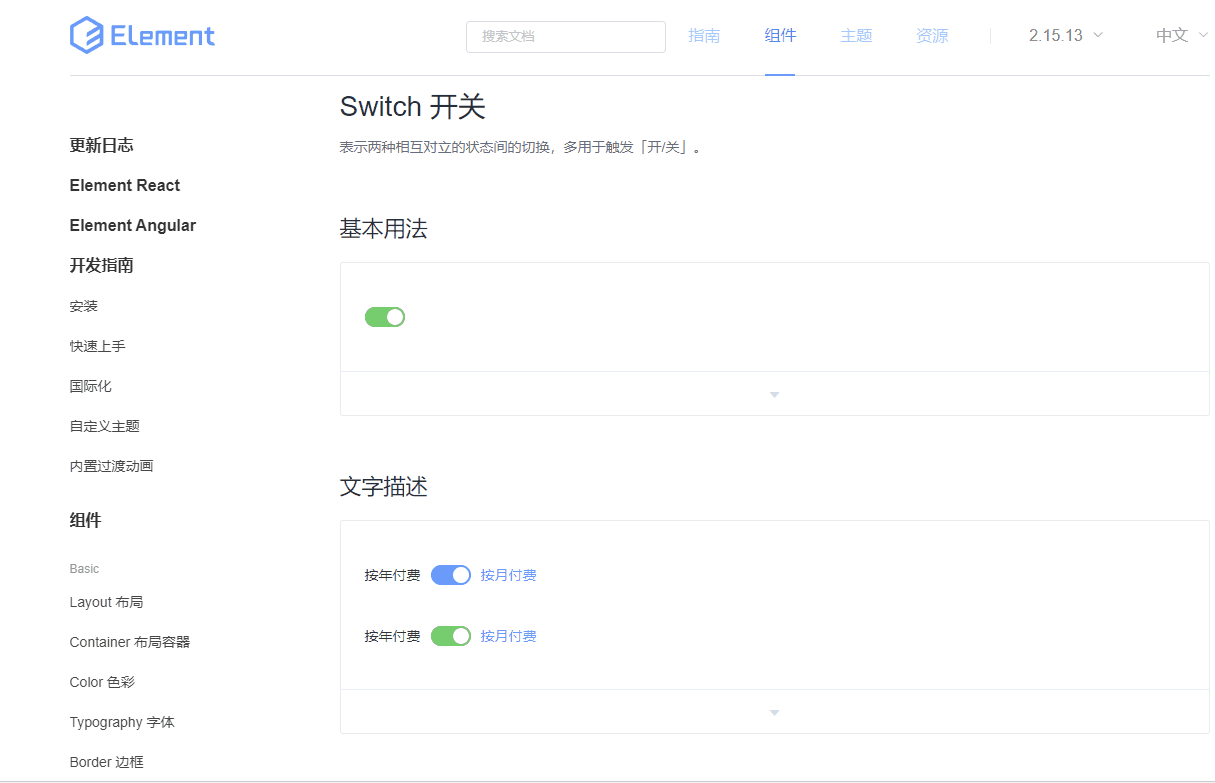 Element
搜索文档
指南
组件
主题
资源
2.15.13
中文
更新日志
Element React
Element Angular
开发指南
安装
快速上手
国际化
自定义主题
内置过渡动画
组件
Basic
Layout 布局
Container 布局容器
Color 色彩
Typography 字体
Border 边框
Switch 开关
表示两种相互对立的状态间的切换，多用于触发「开/关」。
基本用法
文字描述
按年付费 按月付费
按年付费 按月付费